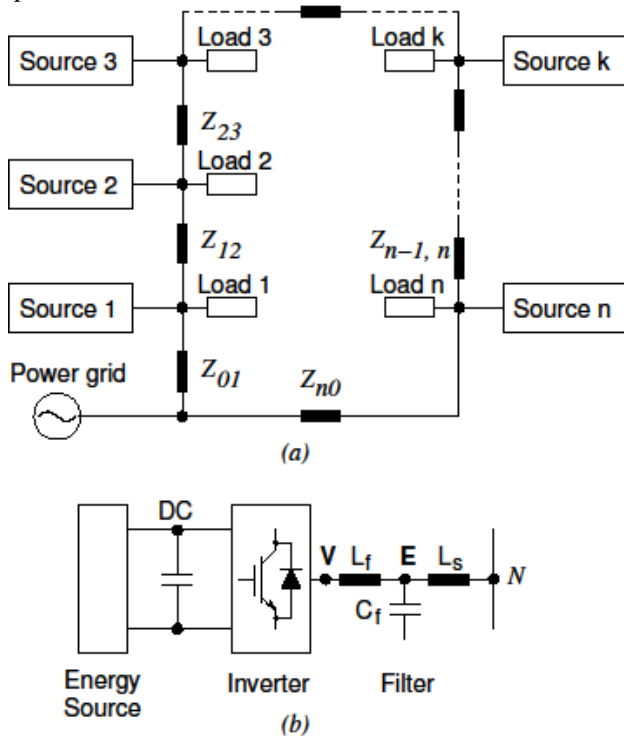 Source 3
Load 3
Load k
Source k
Z23
Source 2
Load 2
Z12
Zn−1, n
Source 1
Load 1
Load n
Source n
Power grid
Z01
Zn0
(a)
DC
V
Lf
E
Ls
N
Cf
Energy
Source
Inverter
Filter
(b)